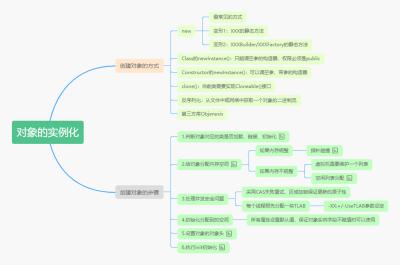 对象的实例化
创建对象的方式
new
最常见的方式
变形1：XXX的静态方法
变形2：XXXBuilder/XXXFactory的静态方法
Class的newInstance()：只能调空参的构造器，权限必须是public
Constructor的newInstance()：可以调空参、带参的构造器
clone()：当前类需要实现Cloneable()接口
反序列化：从文件中或网络中获取一个对象的二进制流
第三方库Objenesis
创建对象的步骤
1.判断对象对应的类是否加载、链接、初始化
2.给对象分配内存空间
如果内存规整
指针碰撞
如果内存不规整
虚拟机需要维护一个列表
空闲列表分配
3.处理并发安全问题
采用CAS失败重试、区域加锁保证更新的原子性
每个线程预先分配一块TLAB
-XX:+/-UseTLAB参数设定
4.初始化分配到的空间
所有属性设置默认值，保证对象实例字段不赋值时可以使用
5.设置对象的对象头
6.执行init初始化